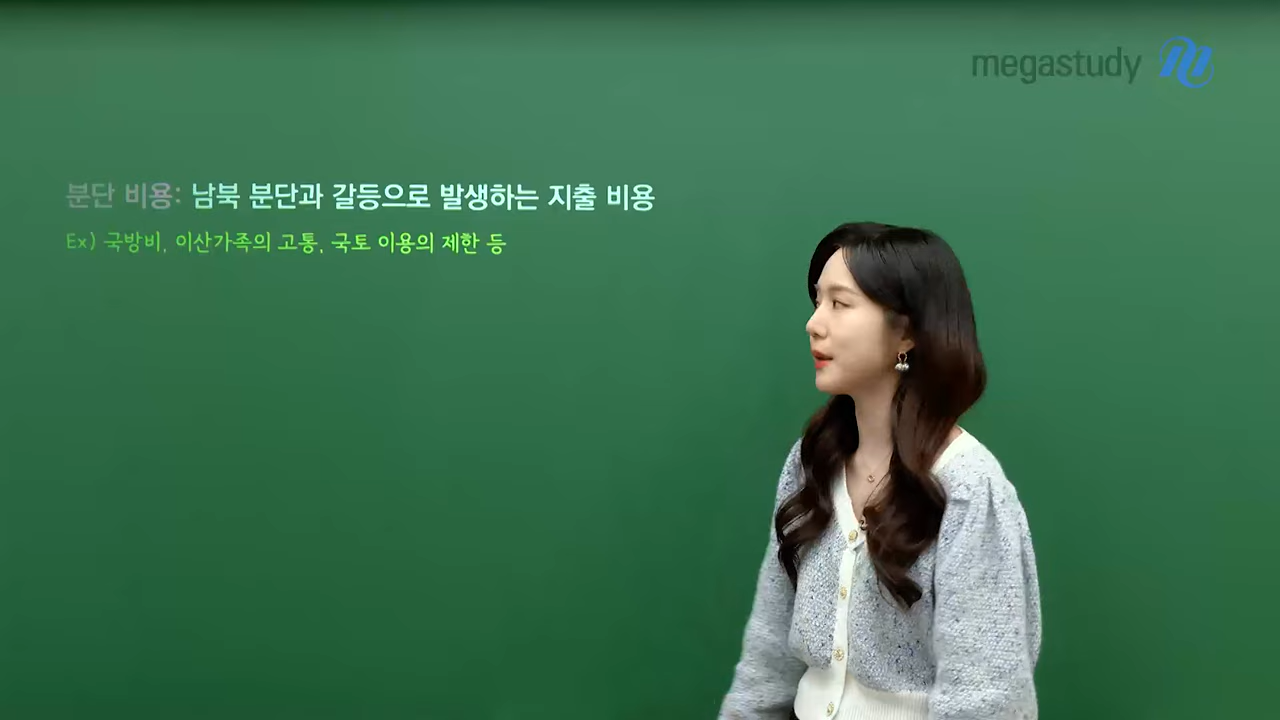 megastudy
분단 비용: 남북 분단과 갈등으로 발생하는 지출 비용
Ex) 국방비, 이산가족의 고통, 국토 이용의 제한 등